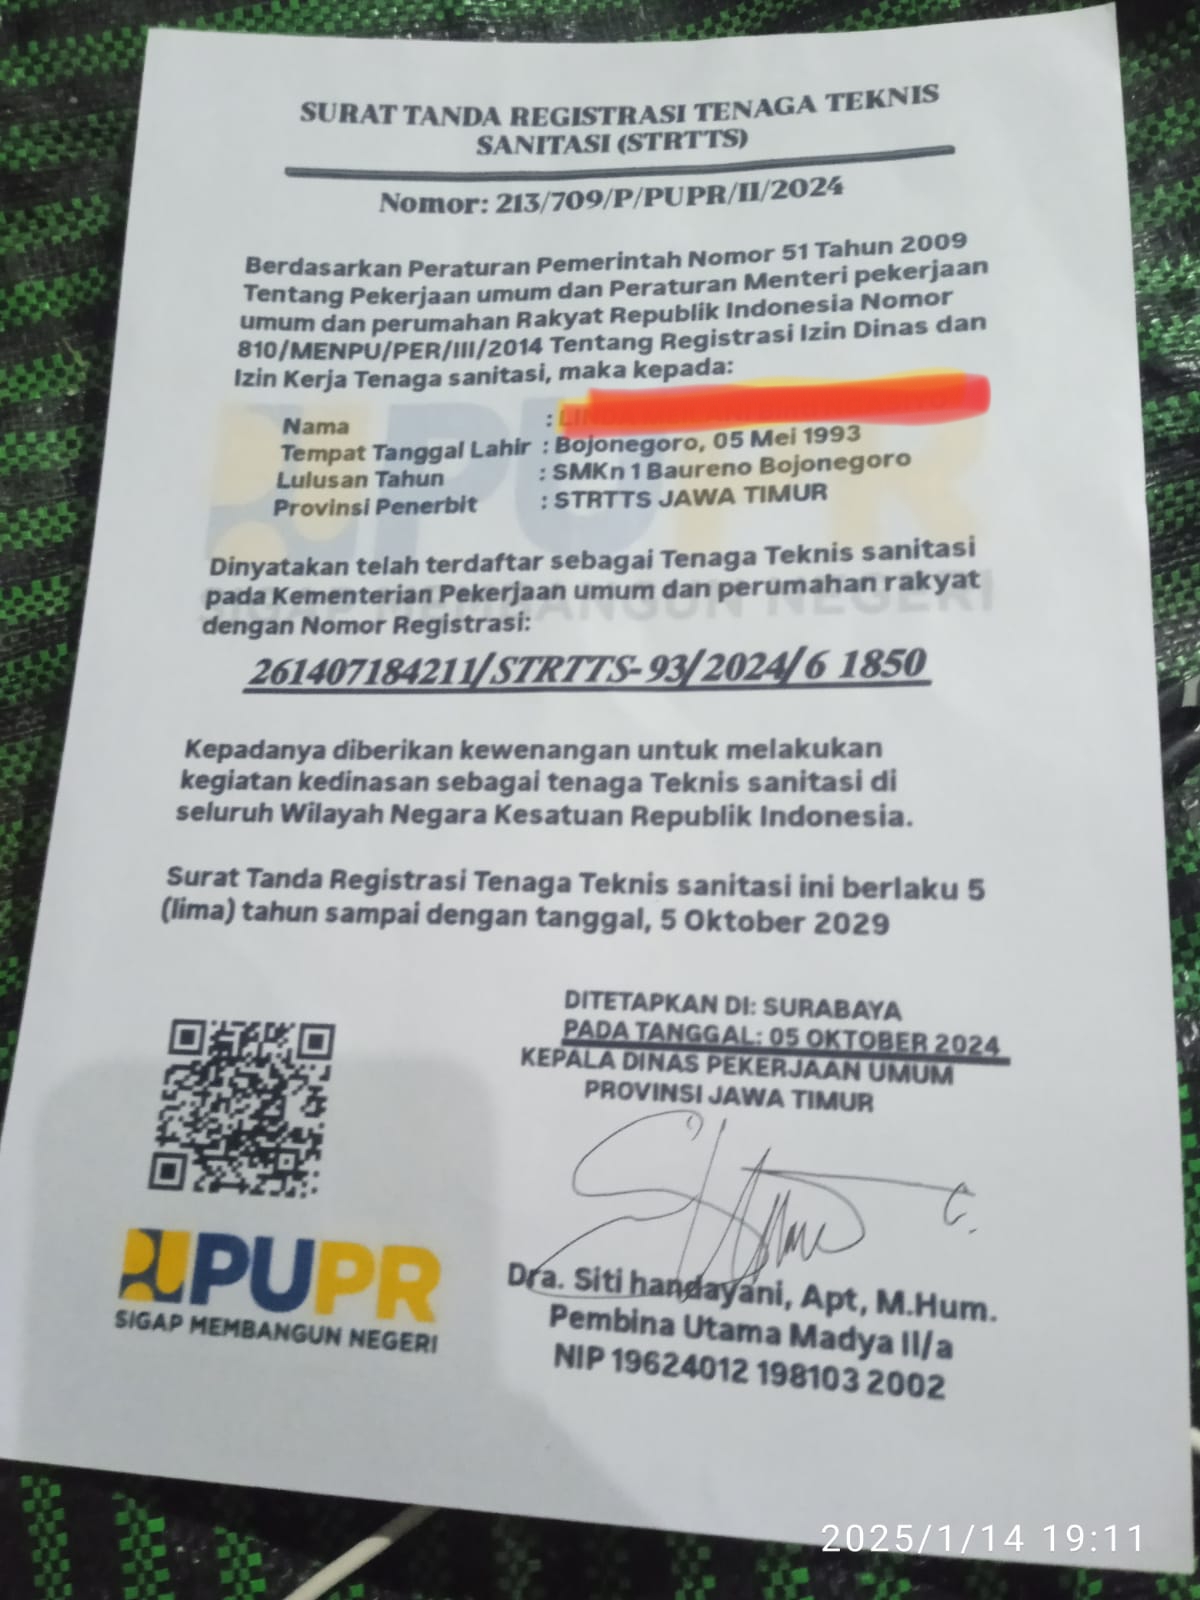 SURAT TANDA REGISTRASI TENAGA TEKNIS
SANITASI (STRTTS)
Nomor: 213/709/P/PUPR/II/2024
Berdasarkan Peraturan Pemerintah Nomor 51 Tahun 2009
Tentang Pekerjaan umum dan Peraturan Menteri pekerjaan
umum dan perumahan Rakyat Republik Indonesia Nomor
810/MENPU/PER/III/2014 Tentang Registrasi Izin Dinas dan
Izin Kerja Tenaga sanitasi, maka kepada:
Nama :
Tempat Tanggal Lahir : Bojonegoro, 05 Mei 1993
Lulusan Tahun : SMKn 1 Baureno Bojonegoro
Provinsi Penerbit : STRTTS JAWA TIMUR
Dinyatakan telah terdaftar sebagai Tenaga Teknis sanitasi
pada Kementerian Pekerjaan umum dan perumahan rakyat
dengan Nomor Registrasi:
261407184211/STRTTS-93/2024/6 1850
Kepadanya diberikan kewenangan untuk melakukan
kegiatan kedinasan sebagai tenaga Teknis sanitasi di
seluruh Wilayah Negara Kesatuan Republik Indonesia.
Surat Tanda Registrasi Tenaga Teknis sanitasi ini berlaku 5
(lima) tahun sampai dengan tanggal, 5 Oktober 2029
DITETAPKAN DI: SURABAYA
PADA TANGGAL: 05 OKTOBER 2024
KEPALA DINAS PEKERJAAN UMUM
PROVINSI JAWA TIMUR
Dra. Siti handayani, Apt, M.Hum.
Pembina Utama Madya II/a
NIP 19624012 198103 2002
PUPR
SIGAP MEMBANGUN NEGERI
2025/1/14 19:11